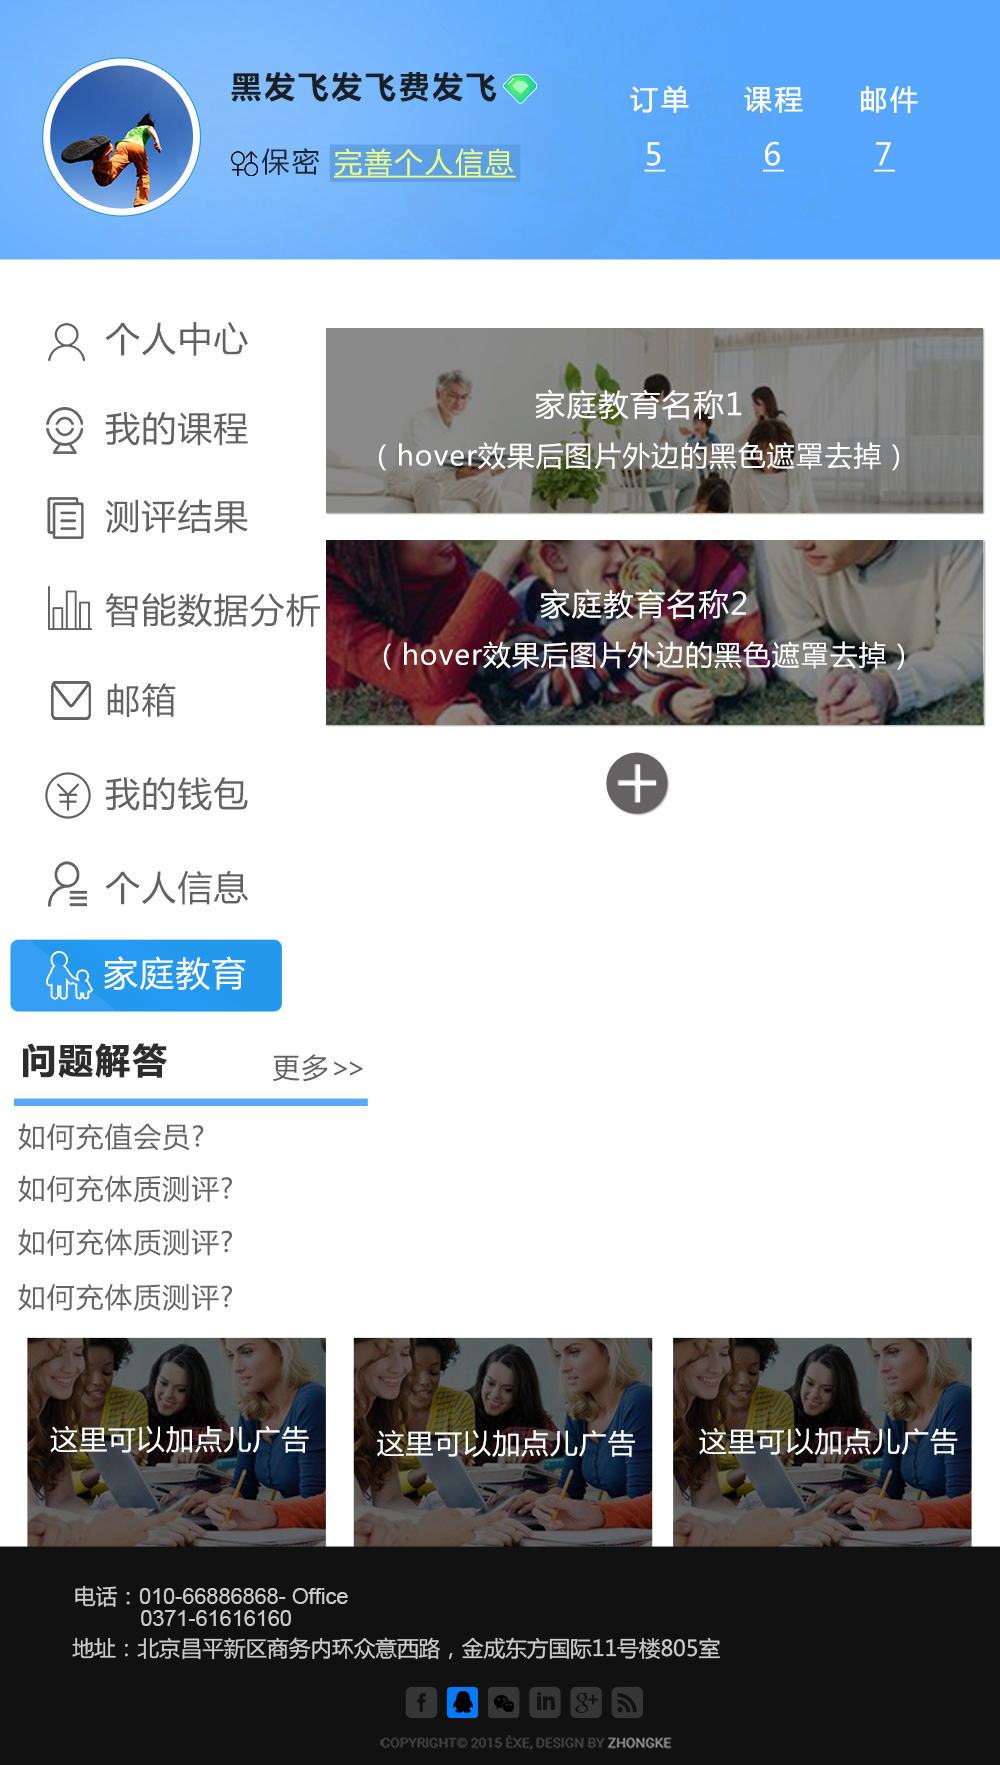 黑发飞发飞费发飞
保密 完善个人信息
订单 课程 邮件
5 6 7
个人中心
我的课程
测评结果
智能数据分析
邮箱
我的钱包
个人信息
家庭教育
家庭教育名称1
（hover效果后图片外边的黑色遮罩去掉）
家庭教育名称2
（hover效果后图片外边的黑色遮罩去掉）
问题解答 更多>>
如何充值会员?
如何充体质测评?
如何充体质测评?
如何充体质测评?
这里可以加点儿广告 这里可以加点儿广告 这里可以加点儿广告
电话：010-66886868- Office
0371-61616160
地址：北京昌平新区商务内环众意西路，金成东方国际11号楼805室
COPYRIGHT© 2015 ÈXE, DESIGN BY ZHONGKE